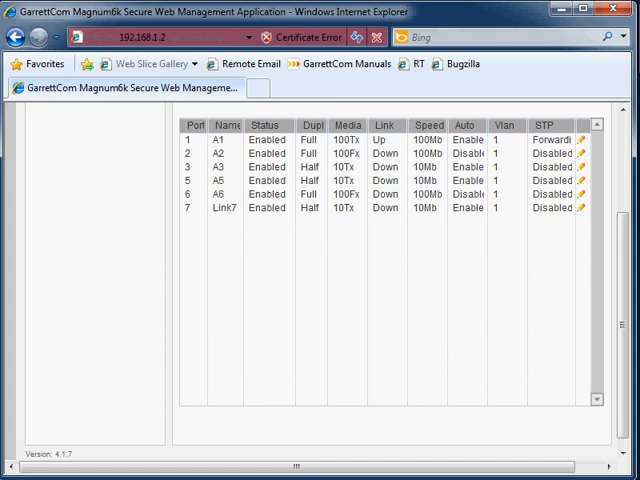 GarrettCom Magnum6k Secure Web Management Application - Windows Internet Explorer
192.168.1.2 Certificate Error Bing
Favorites Web Slice Gallery Remote Email GarrettCom Manuals RT Bugzilla
GarrettCom Magnum6k Secure Web Manageme...
Port Name Status Dupl Media Link Speed Auto Vlan STP
1 A1 Enabled Full 100Tx Up 100Mb Enable 1 Forwardi
2 A2 Enabled Full 100Fx Down 100Mb Disable 1 Disabled
3 A3 Enabled Half 10Tx Down 10Mb Enable 1 Disabled
5 A5 Enabled Half 10Tx Down 10Mb Enable 1 Disabled
6 A6 Enabled Full 100Fx Down 100Mb Disable 1 Disabled
7 Link7 Enabled Half 10Tx Down 10Mb Enable 1 Disabled
Version: 4.1.7